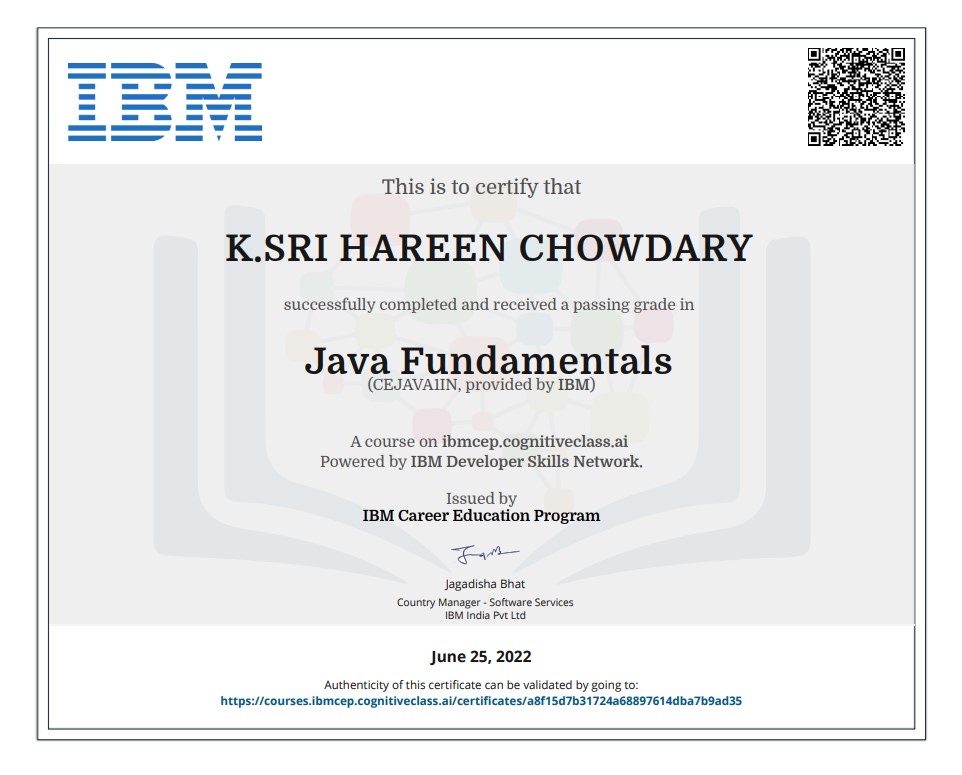 IBM
This is to certify that
K.SRI HAREEN CHOWDARY
successfully completed and received a passing grade in
Java Fundamentals
(CEJAVA1IN, provided by IBM)
A course on ibmcep.cognitiveclass.ai
Powered by IBM Developer Skills Network.
Issued by
IBM Career Education Program
Jagadisha Bhat
Country Manager - Software Services
IBM India Pvt Ltd
June 25, 2022
Authenticity of this certificate can be validated by going to:
https://courses.ibmcep.cognitiveclass.ai/certificates/a8f15d7b31724a68897614dba7b9ad35